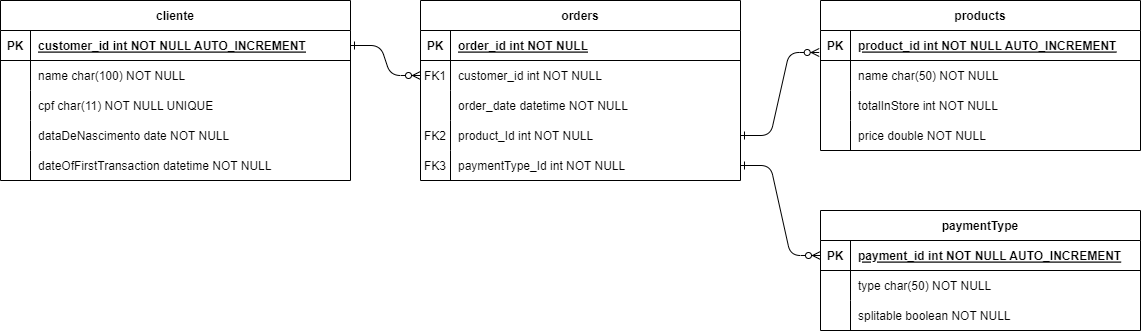 cliente
PK customer_id int NOT NULL AUTO_INCREMENT
name char(100) NOT NULL
cpf char(11) NOT NULL UNIQUE
dataDeNascimento date NOT NULL
dateOfFirstTransaction datetime NOT NULL
orders
PK order_id int NOT NULL
FK1 customer_id int NOT NULL
order_date datetime NOT NULL
FK2 product_Id int NOT NULL
FK3 paymentType_Id int NOT NULL
products
PK product_id int NOT NULL AUTO_INCREMENT
name char(50) NOT NULL
totalInStore int NOT NULL
price double NOT NULL
paymentType
PK payment_id int NOT NULL AUTO_INCREMENT
type char(50) NOT NULL
splitable boolean NOT NULL